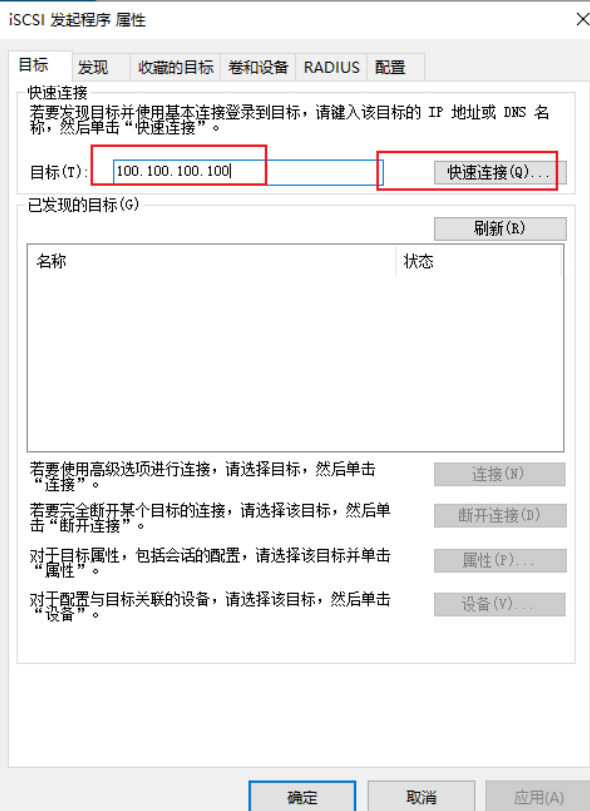 iSCSI 发起程序 属性
目标 发现 收藏的目标 卷和设备 RADIUS 配置
快速连接
若要发现目标并使用基本连接登录到目标，请键入该目标的 IP 地址或 DNS 名
称，然后单击“快速连接”。
目标(T): 100.100.100.100 快速连接(Q)...
已发现的目标(G)
刷新(R)
名称 状态
若要使用高级选项进行连接，请选择目标，然后单击
“连接”。
连接(N)
若要完全断开某个目标的连接，请选择该目标，然后单
击“断开连接”。
断开连接(D)
对于目标属性，包括会话的配置，请选择该目标并单击
“属性”。
属性(P)...
对于配置与目标关联的设备，请选择该目标，然后单击
“设备”。
设备(V)...
确定 取消 应用(A)